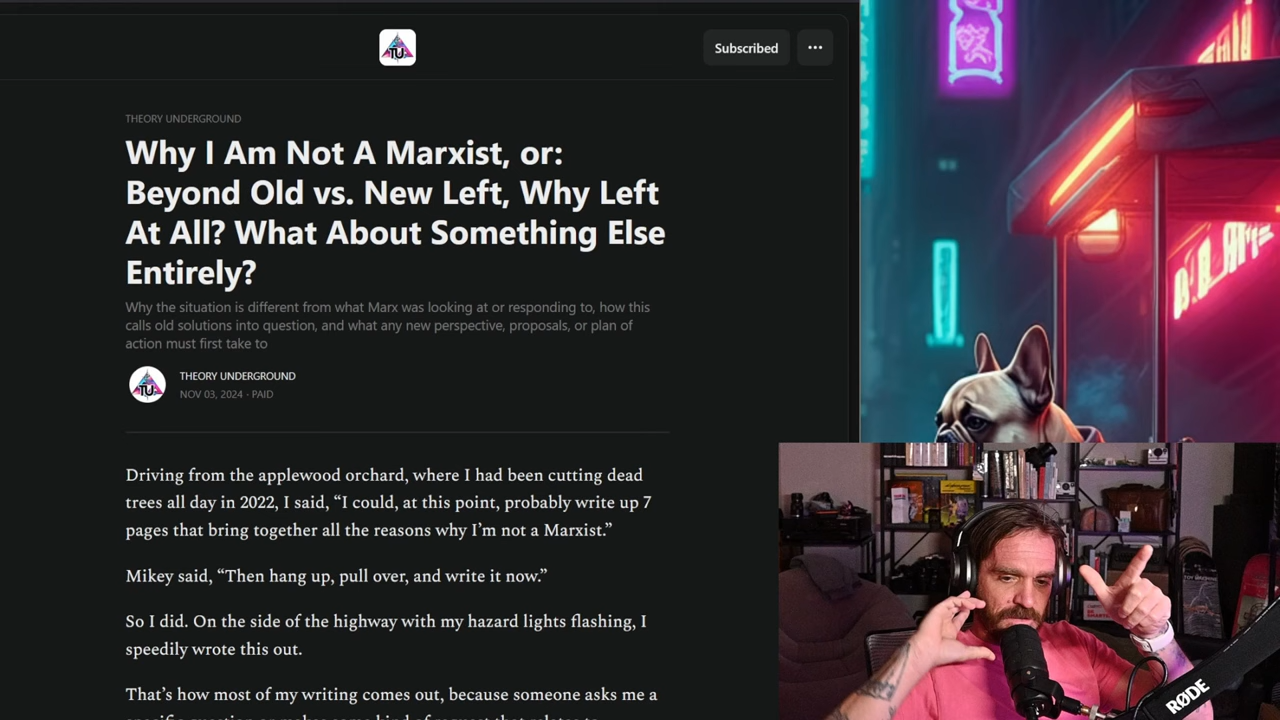 TU
Subscribed
THEORY UNDERGROUND
Why I Am Not A Marxist, or:
Beyond Old vs. New Left, Why Left
At All? What About Something Else
Entirely?
Why the situation is different from what Marx was looking at or responding to, how this
calls old solutions into question, and what any new perspective, proposals, or plan of
action must first take to
TU
THEORY UNDERGROUND
NOV 03, 2024 · PAID
Driving from the applewood orchard, where I had been cutting dead
trees all day in 2022, I said, “I could, at this point, probably write up 7
pages that bring together all the reasons why I’m not a Marxist.”
Mikey said, “Then hang up, pull over, and write it now.”
So I did. On the side of the highway with my hazard lights flashing, I
speedily wrote this out.
That’s how most of my writing comes out, because someone asks me a
RØDE